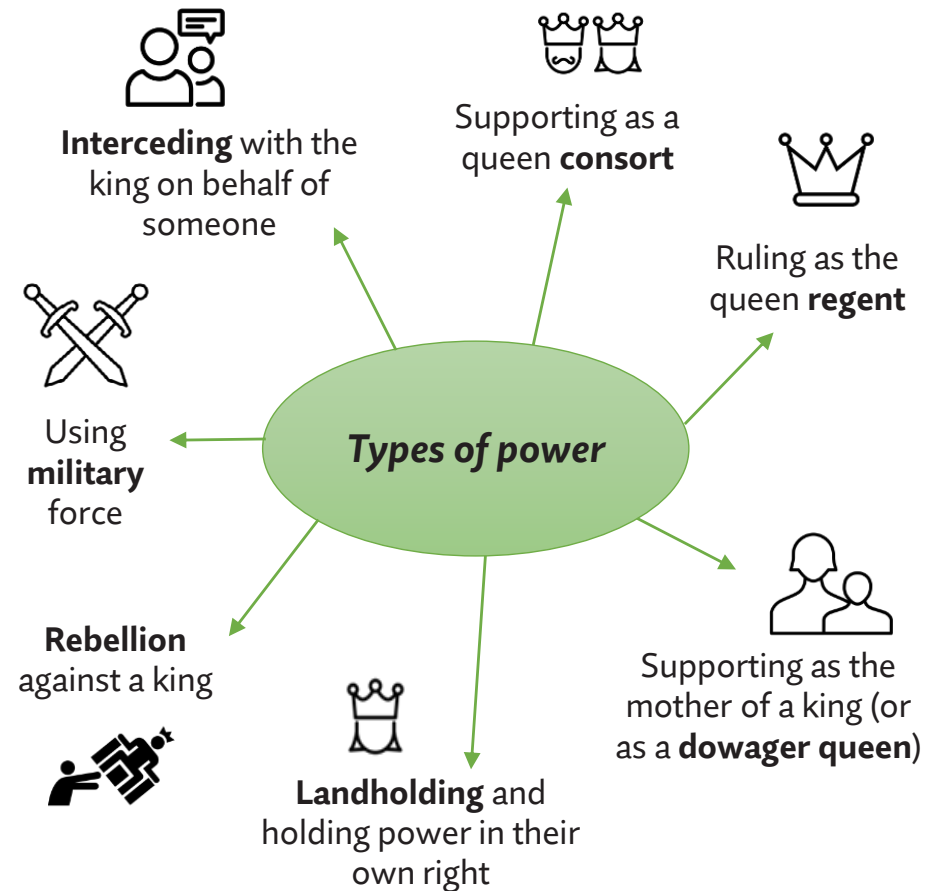 Interceding with the
king on behalf of
someone
Supporting as a
queen consort
Ruling as the
queen regent
Using
military
force
Types of power
Rebellion
against a king
Supporting as the
mother of a king (or
as a dowager queen)
Landholding and
holding power in their
own right